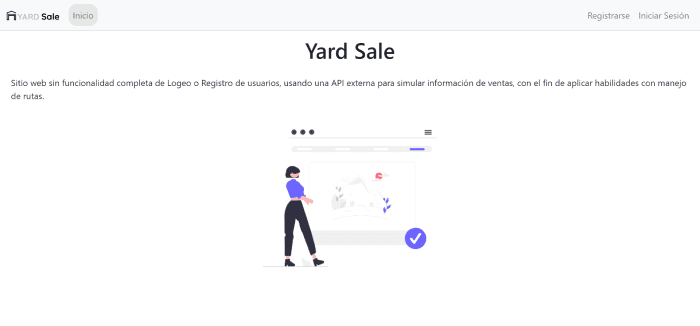 YARD Sale Inicio Registrarse Iniciar Sesión
Yard Sale
Sitio web sin funcionalidad completa de Logeo o Registro de usuarios, usando una API externa para simular información de ventas, con el fin de aplicar habilidades con manejo
de rutas.